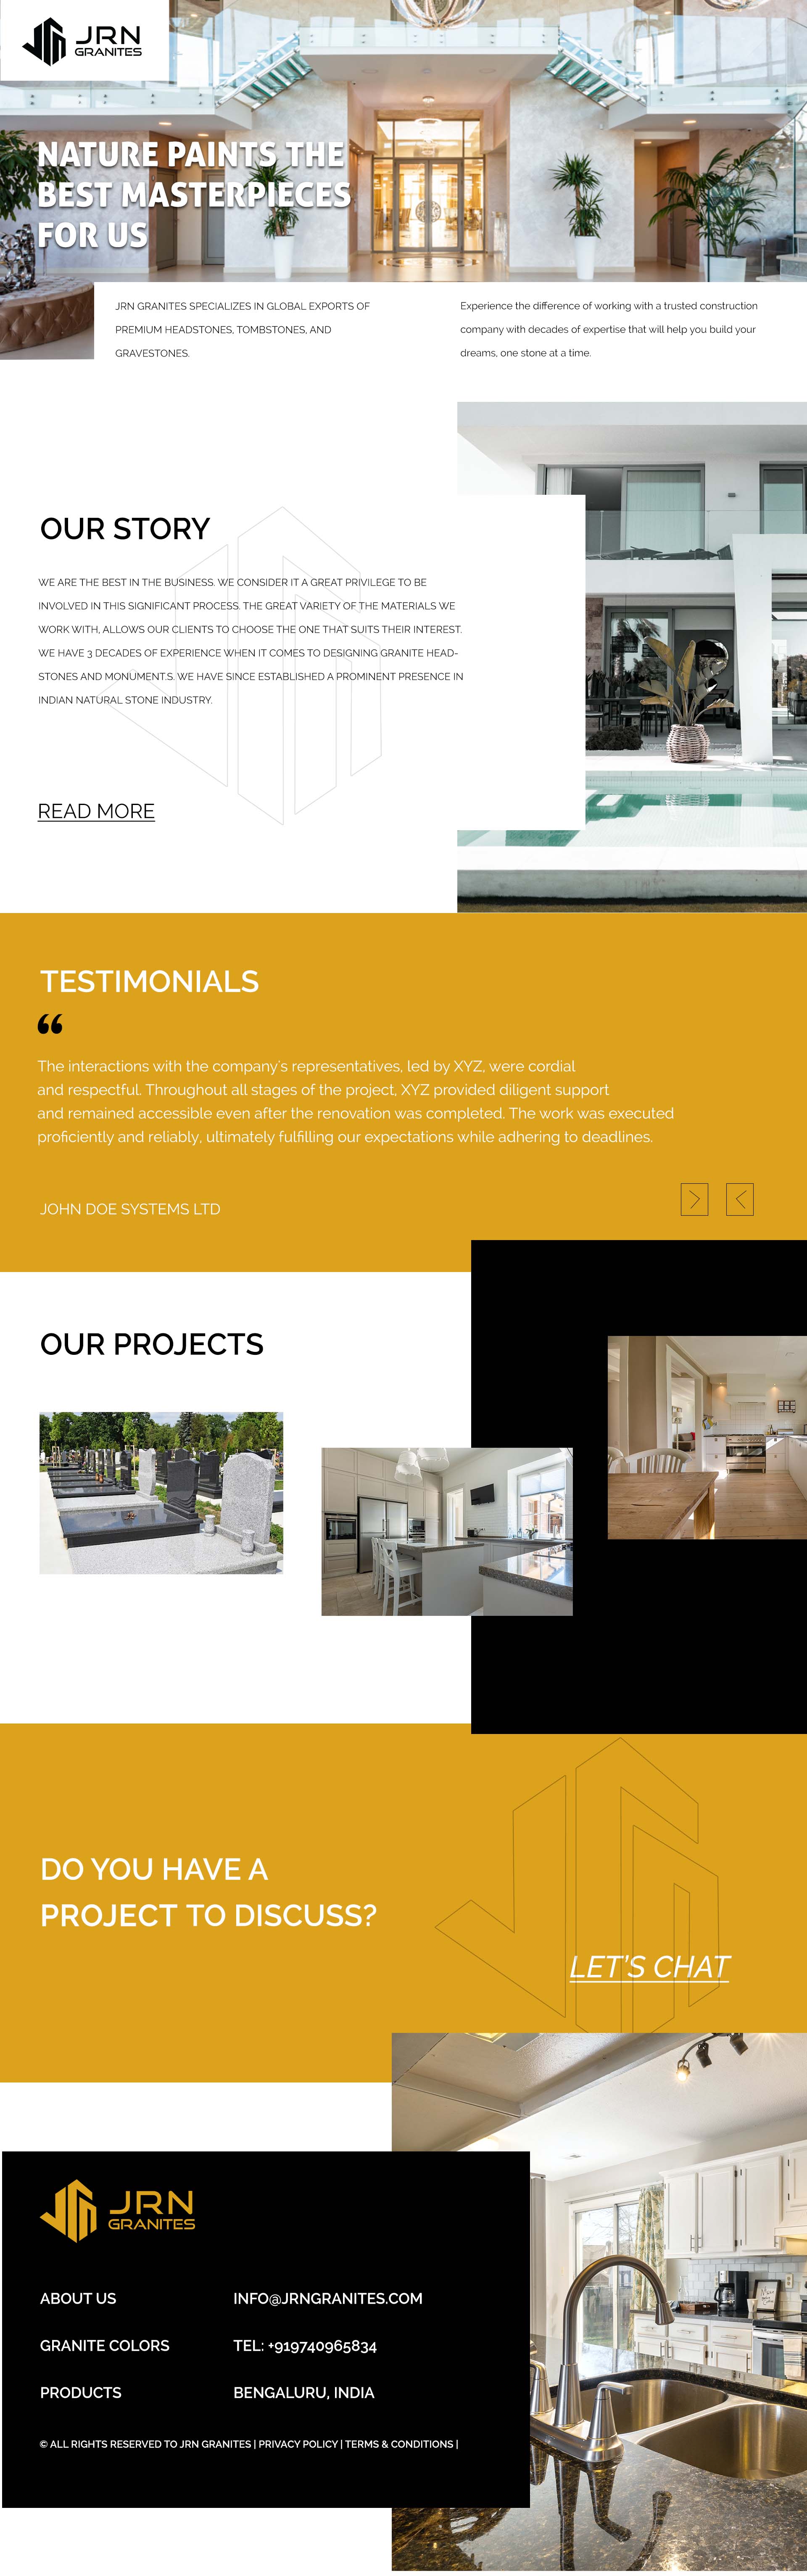 JRN
GRANITES
NATURE PAINTS THE
BEST MASTERPIECES
FOR US
JRN GRANITES SPECIALIZES IN GLOBAL EXPORTS OF
PREMIUM HEADSTONES, TOMBSTONES, AND
GRAVESTONES.
Experience the difference of working with a trusted construction
company with decades of expertise that will help you build your
dreams, one stone at a time.
OUR STORY
WE ARE THE BEST IN THE BUSINESS. WE CONSIDER IT A GREAT PRIVILEGE TO BE
INVOLVED IN THIS SIGNIFICANT PROCESS. THE GREAT VARIETY OF THE MATERIALS WE
WORK WITH, ALLOWS OUR CLIENTS TO CHOOSE THE ONE THAT SUITS THEIR INTEREST.
WE HAVE 3 DECADES OF EXPERIENCE WHEN IT COMES TO DESIGNING GRANITE HEAD-
STONES AND MONUMENT.S. WE HAVE SINCE ESTABLISHED A PROMINENT PRESENCE IN
INDIAN NATURAL STONE INDUSTRY.
READ MORE
TESTIMONIALS
“
The interactions with the company's representatives, led by XYZ, were cordial
and respectful. Throughout all stages of the project, XYZ provided diligent support
and remained accessible even after the renovation was completed. The work was executed
proficiently and reliably, ultimately fulfilling our expectations while adhering to deadlines.
JOHN DOE SYSTEMS LTD
OUR PROJECTS
DO YOU HAVE A
PROJECT TO DISCUSS?
LET'S CHAT
JRN
GRANITES
ABOUT US
INFO@JRNGRANITES.COM
GRANITE COLORS
TEL: +919740965834
PRODUCTS
BENGALURU, INDIA
© ALL RIGHTS RESERVED TO JRN GRANITES | PRIVACY POLICY | TERMS & CONDITIONS |